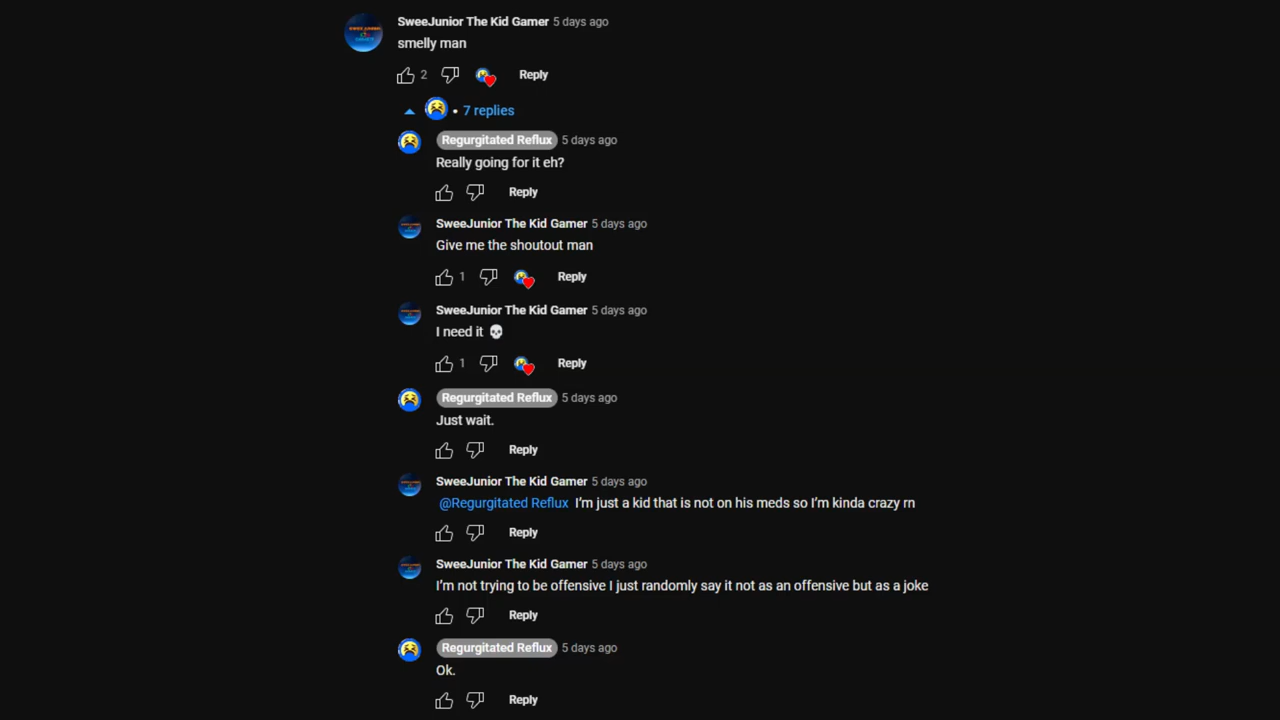 SweeJunior The Kid Gamer 5 days ago
smelly man
2 Reply
• 7 replies
Regurgitated Reflux 5 days ago
Really going for it eh?
Reply
SweeJunior The Kid Gamer 5 days ago
Give me the shoutout man
1 Reply
SweeJunior The Kid Gamer 5 days ago
I need it 💀
1 Reply
Regurgitated Reflux 5 days ago
Just wait.
Reply
SweeJunior The Kid Gamer 5 days ago
@Regurgitated Reflux I'm just a kid that is not on his meds so I'm kinda crazy rn
Reply
SweeJunior The Kid Gamer 5 days ago
I'm not trying to be offensive I just randomly say it not as an offensive but as a joke
Reply
Regurgitated Reflux 5 days ago
Ok.
Reply